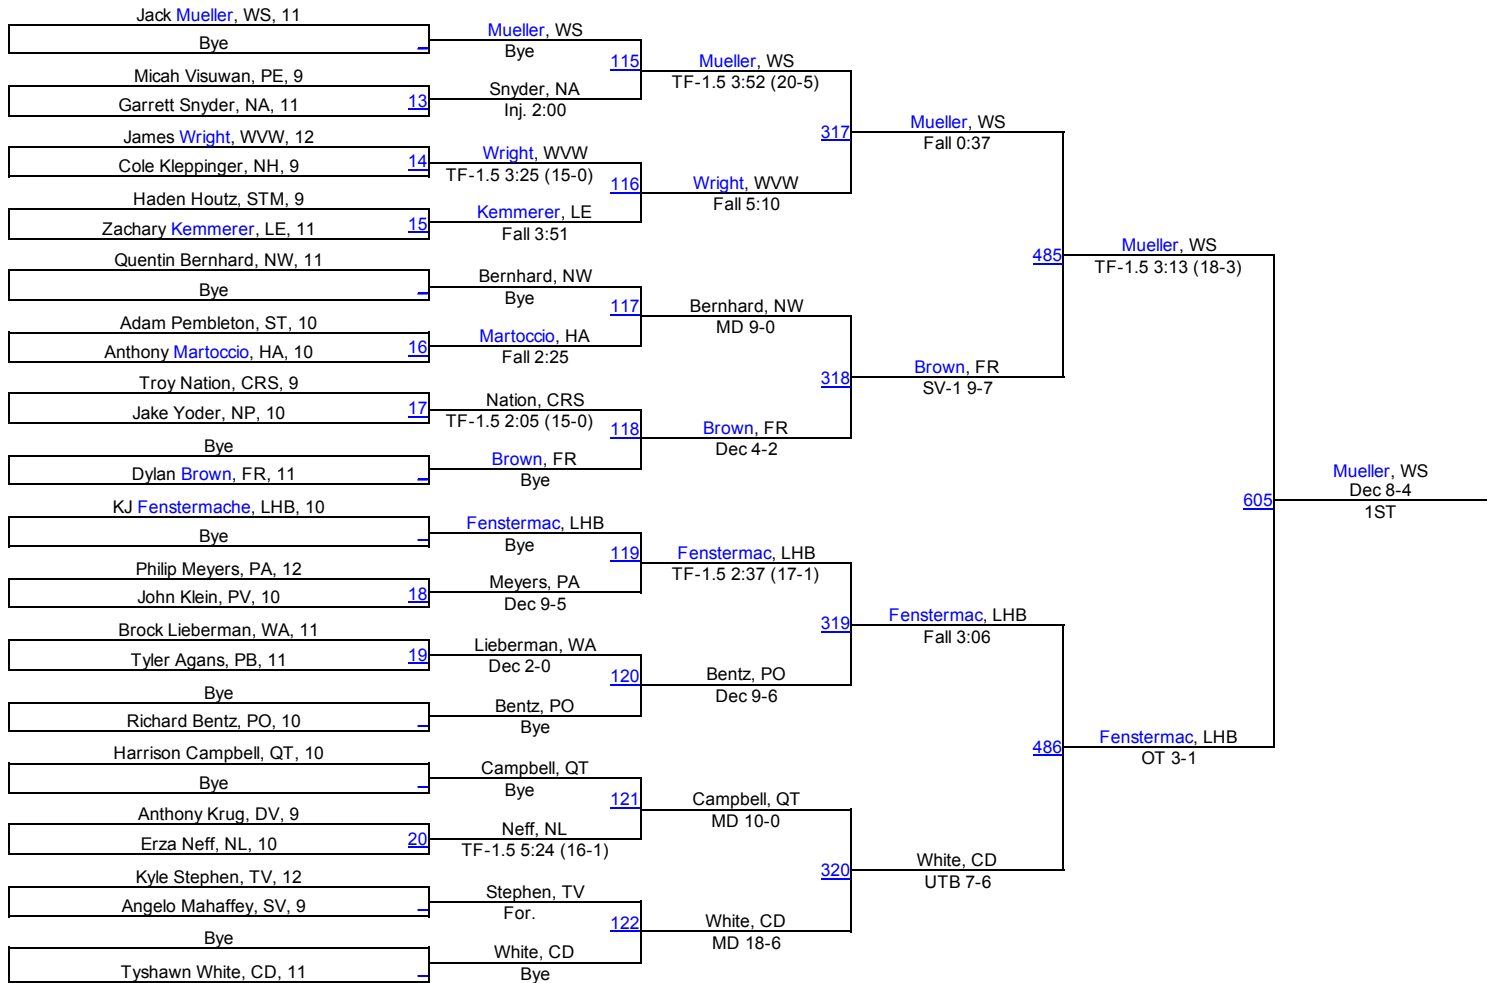 Jack Mueller, WS, 11
Bye
Mueller, WS
Bye
115
Micah Visuwan, PE, 9
Garrett Snyder, NA, 11
13
Snyder, NA
Inj. 2:00
Mueller, WS
TF-1.5 3:52 (20-5)
James Wright, WVW, 12
Cole Kleppinger, NH, 9
14
Wright, WVW
TF-1.5 3:25 (15-0)
116
Haden Houtz, STM, 9
Zachary Kemmerer, LE, 11
15
Kemmerer, LE
Fall 3:51
Wright, WVW
Fall 5:10
317
Mueller, WS
Fall 0:37
Quentin Bernhard, NW, 11
Bye
Bernhard, NW
Bye
117
Adam Pembleton, ST, 10
Anthony Martoccio, HA, 10
16
Martoccio, HA
Fall 2:25
Bernhard, NW
MD 9-0
Troy Nation, CRS, 9
Jake Yoder, NP, 10
17
Nation, CRS
TF-1.5 2:05 (15-0)
118
Bye
Dylan Brown, FR, 11
Brown, FR
Bye
Brown, FR
Dec 4-2
318
Brown, FR
SV-1 9-7
485
Mueller, WS
TF-1.5 3:13 (18-3)
KJ Fenstermache, LHB, 10
Bye
Fenstermac, LHB
Bye
119
Philip Meyers, PA, 12
John Klein, PV, 10
18
Meyers, PA
Dec 9-5
Fenstermac, LHB
TF-1.5 2:37 (17-1)
Brock Lieberman, WA, 11
Tyler Agans, PB, 11
19
Lieberman, WA
Dec 2-0
120
Bye
Richard Bentz, PO, 10
Bentz, PO
Bye
Bentz, PO
Dec 9-6
319
Fenstermac, LHB
Fall 3:06
Harrison Campbell, QT, 10
Bye
Campbell, QT
Bye
121
Anthony Krug, DV, 9
Erza Neff, NL, 10
20
Neff, NL
TF-1.5 5:24 (16-1)
Campbell, QT
MD 10-0
Kyle Stephen, TV, 12
Angelo Mahaffey, SV, 9
Stephen, TV
For.
122
Bye
Tyshawn White, CD, 11
White, CD
Bye
White, CD
MD 18-6
320
White, CD
UTB 7-6
486
Fenstermac, LHB
OT 3-1
605
Mueller, WS
Dec 8-4
1ST